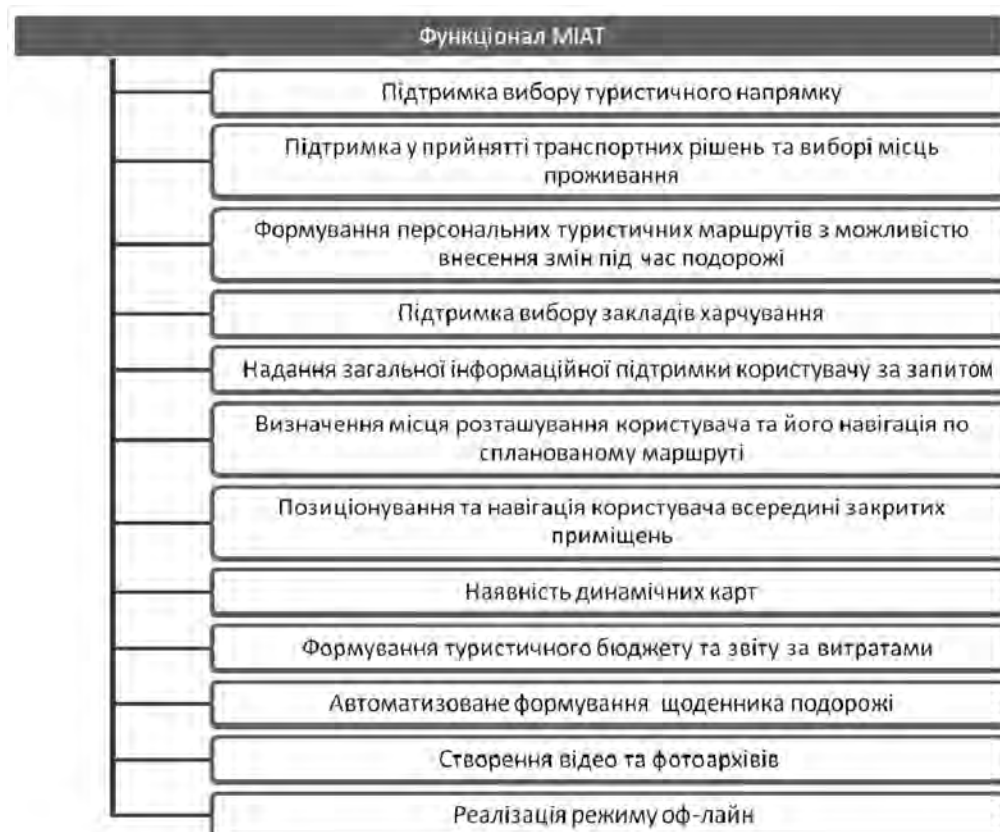 Функціонал МІАТ
Підтримка вибору туристичного напрямку
Підтримка у прийнятті транспортних рішень та виборі місць
проживання
Формування персональних туристичних маршрутів з можливістю
внесення змін під час подорожі
Підтримка вибору закладів харчування
Надання загальної інформаційної підтримки користувачу за запитом
Визначення місця розташування користувача та його навігація по
спланованому маршруті
Позиціонування та навігація користувача всередині закритих
приміщень
Наявність динамічних карт
Формування туристичного бюджету та звіту за витратами
Автоматизоване формування щоденника подорожі
Створення відео та фотоархівів
Реалізація режиму оф-лайн